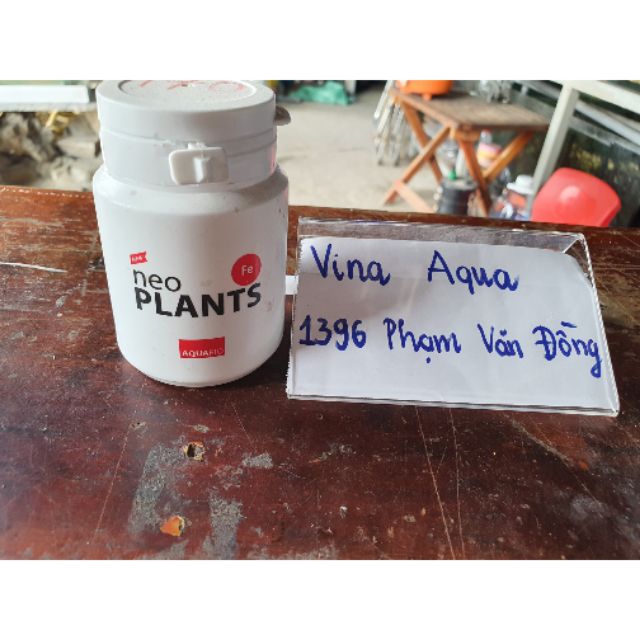 neo
PLANTS
Fe
AQUARIO
Vina Aqua
1396 Phạm Văn Đồng